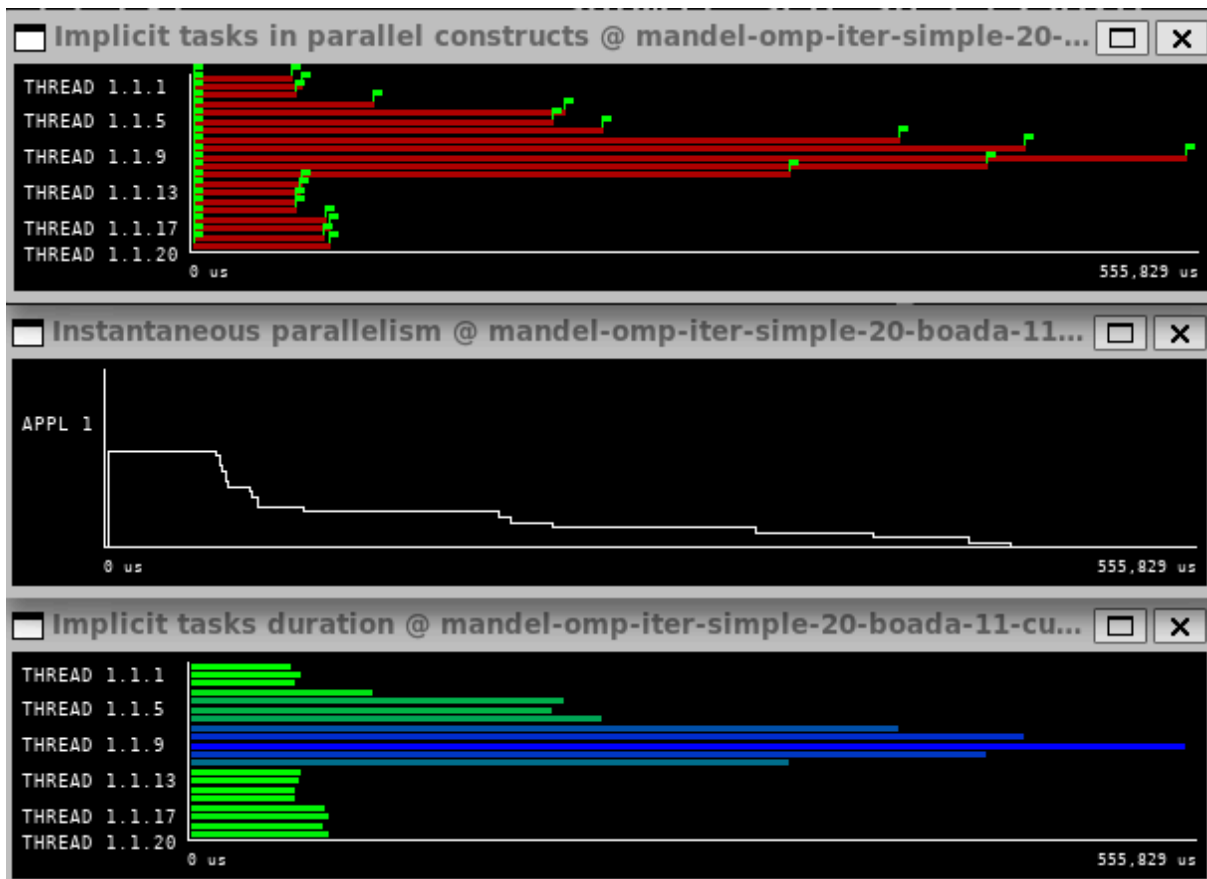 Implicit tasks in parallel constructs @ mandel-omp-iter-simple-20-...
THREAD 1.1.1
THREAD 1.1.5
THREAD 1.1.9
THREAD 1.1.13
THREAD 1.1.17
THREAD 1.1.20
0 us 555,829 us
Instantaneous parallelism @ mandel-omp-iter-simple-20-boada-11...
APPL 1
0 us 555,829 us
Implicit tasks duration @ mandel-omp-iter-simple-20-boada-11-cu...
THREAD 1.1.1
THREAD 1.1.5
THREAD 1.1.9
THREAD 1.1.13
THREAD 1.1.17
THREAD 1.1.20
0 us 555,829 us